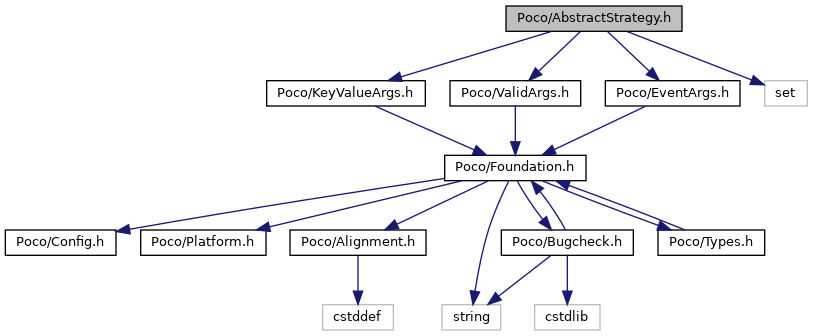 Poco/AbstractStrategy.h
Poco/KeyValueArgs.h
Poco/ValidArgs.h
Poco/EventArgs.h
set
Poco/Foundation.h
Poco/Config.h
Poco/Platform.h
Poco/Alignment.h
Poco/Bugcheck.h
Poco/Types.h
cstddef
string
cstdlib